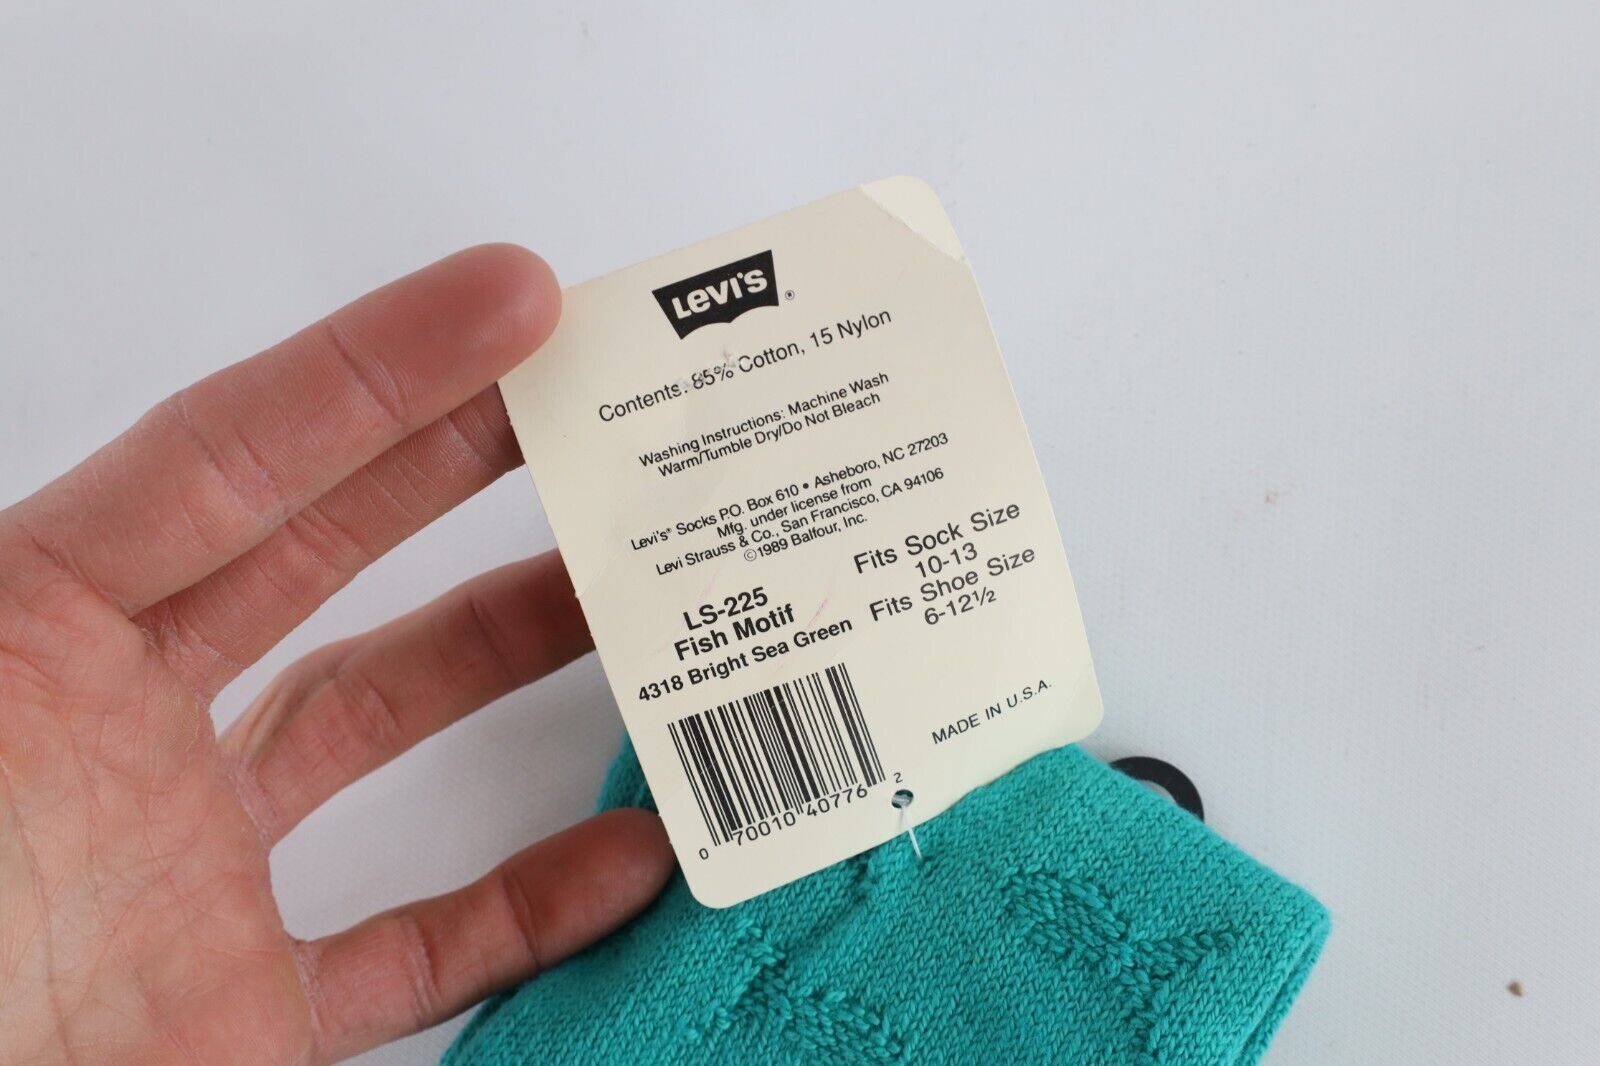 Levi's ®
Contents: 85% Cotton, 15 Nylon
Washing Instructions: Machine Wash
Warm/Tumble Dry/Do Not Bleach
Levi's® Socks P.O. Box 610 • Asheboro, NC 27203
Mfg. under license from
Levi Strauss & Co., San Francisco, CA 94106
©1989 Balfour, Inc.
Fits Sock Size
10-13
Fits Shoe Size
6-12½
LS-225
Fish Motif
4318 Bright Sea Green
MADE IN U.S.A.
0 70010 40776 2